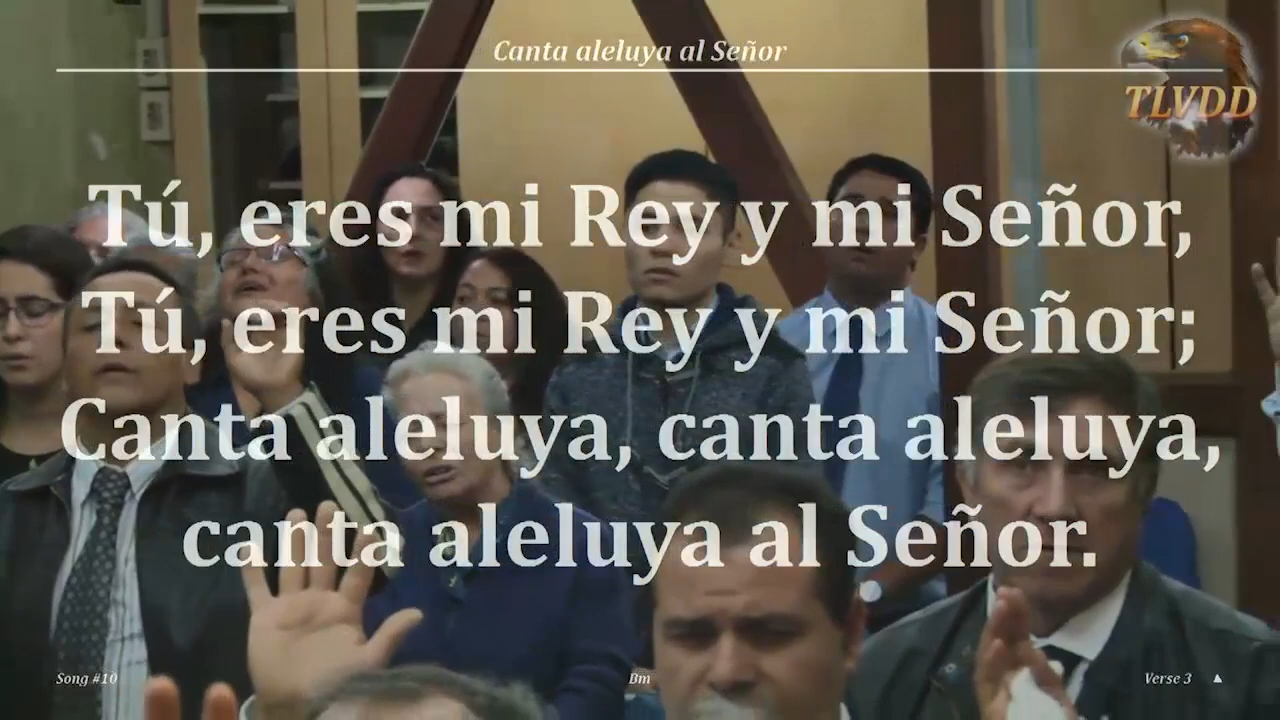 Canta aleluya al Señor
TLVDD
Tú, eres mi Rey y mi Señor,
Tú, eres mi Rey y mi Señor;
Canta aleluya, canta aleluya,
canta aleluya al Señor.
Song #10
Bm
Verse 3